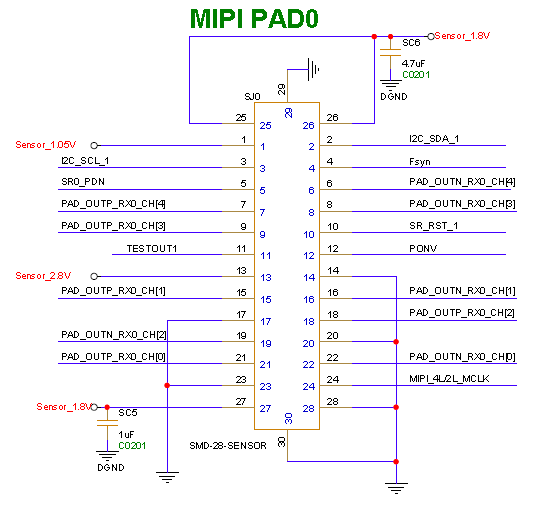 MIPI PAD0
Sensor_1.8V
SC6
4.7uF
C0201
DGND
SJ0
29
29
25 25 26 26
Sensor_1.05V 1 1 2 2 I2C_SDA_1
I2C_SCL_1 3 3 4 4 Fsyn
SR0_PDN 5 5 6 6 PAD_OUTN_RX0_CH[4]
PAD_OUTP_RX0_CH[4] 7 7 8 8 PAD_OUTN_RX0_CH[3]
PAD_OUTP_RX0_CH[3] 9 9 10 10 SR_RST_1
TESTOUT1 11 11 12 12 PONV
Sensor_2.8V 13 13 14 14
PAD_OUTP_RX0_CH[1] 15 15 16 16 PAD_OUTN_RX0_CH[1]
17 17 18 18 PAD_OUTP_RX0_CH[2]
PAD_OUTN_RX0_CH[2] 19 19 20 20
PAD_OUTP_RX0_CH[0] 21 21 22 22 PAD_OUTN_RX0_CH[0]
23 23 24 24 MIPI_4L/2L_MCLK
Sensor_1.8V 27 27 28 28
SC5
1uF
C0201
DGND
30
30
SMD-28-SENSOR